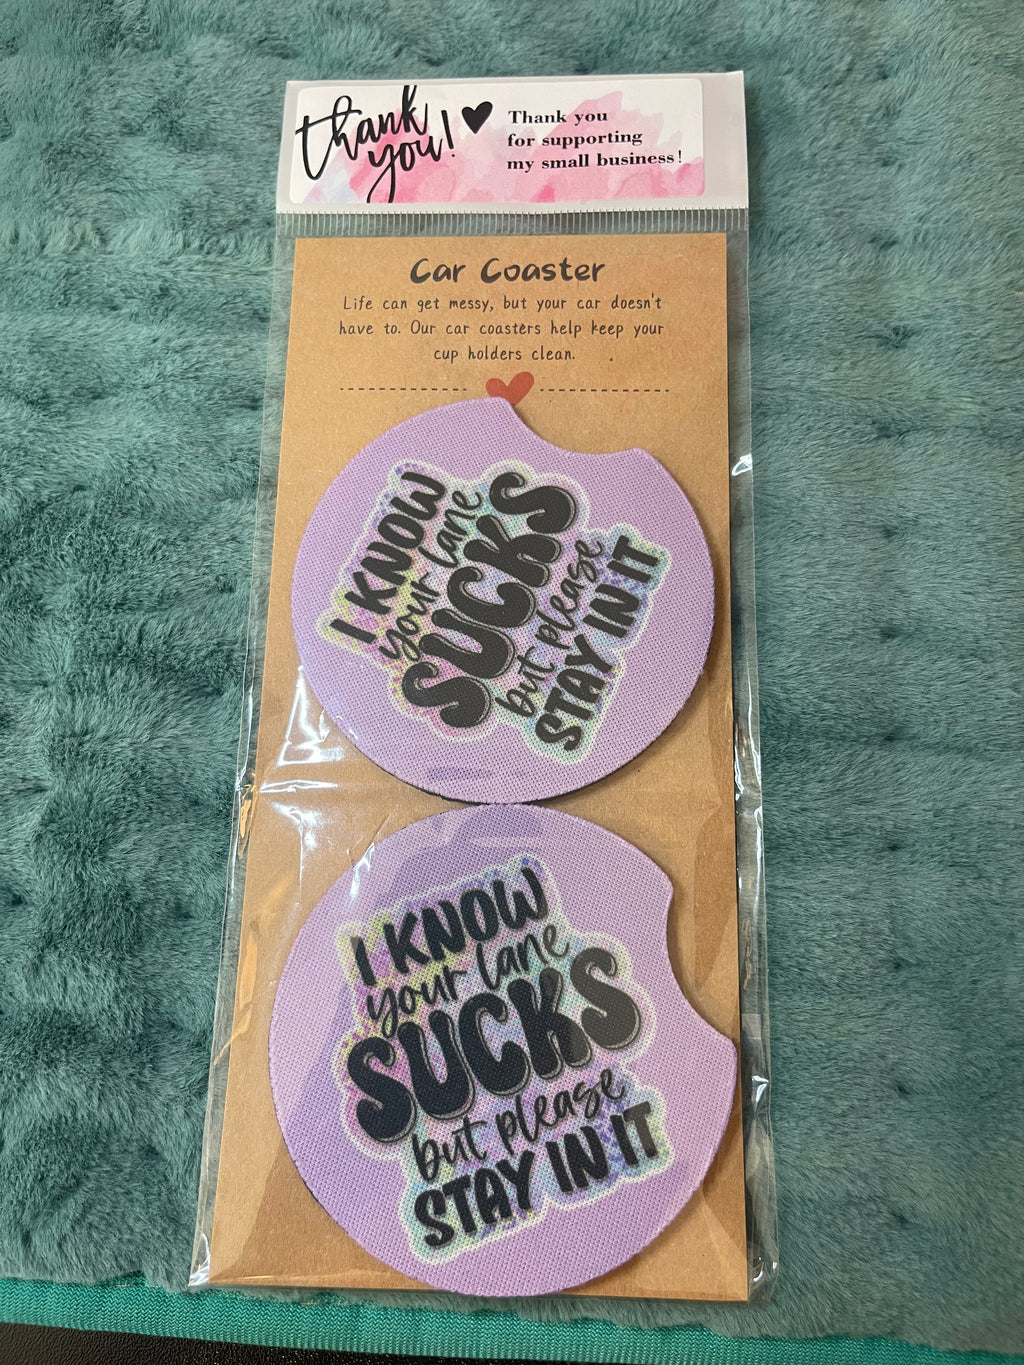 thank
you!
Thank you
for supporting
my small business!
Car Coaster
Life can get messy, but your car doesn't
have to. Our car coasters help keep your
cup holders clean.
I KNOW
your lane
SUCKS
but please
STAY IN IT
I KNOW
your lane
SUCKS
but please
STAY IN IT